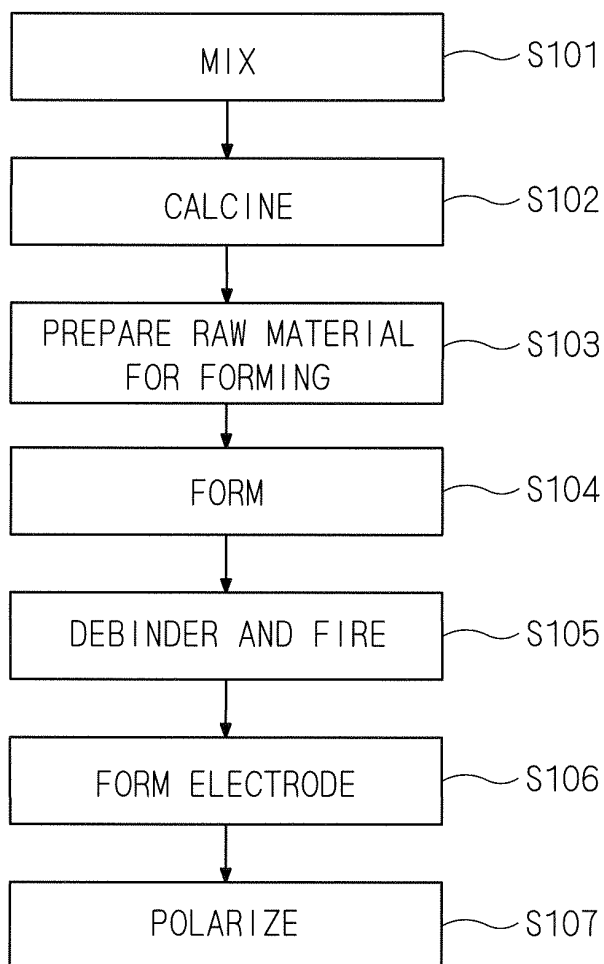 MIX
S101
CALCINE
S102
PREPARE RAW MATERIAL
FOR FORMING
S103
FORM
S104
DEBINDER AND FIRE
S105
FORM ELECTRODE
S106
POLARIZE
S107